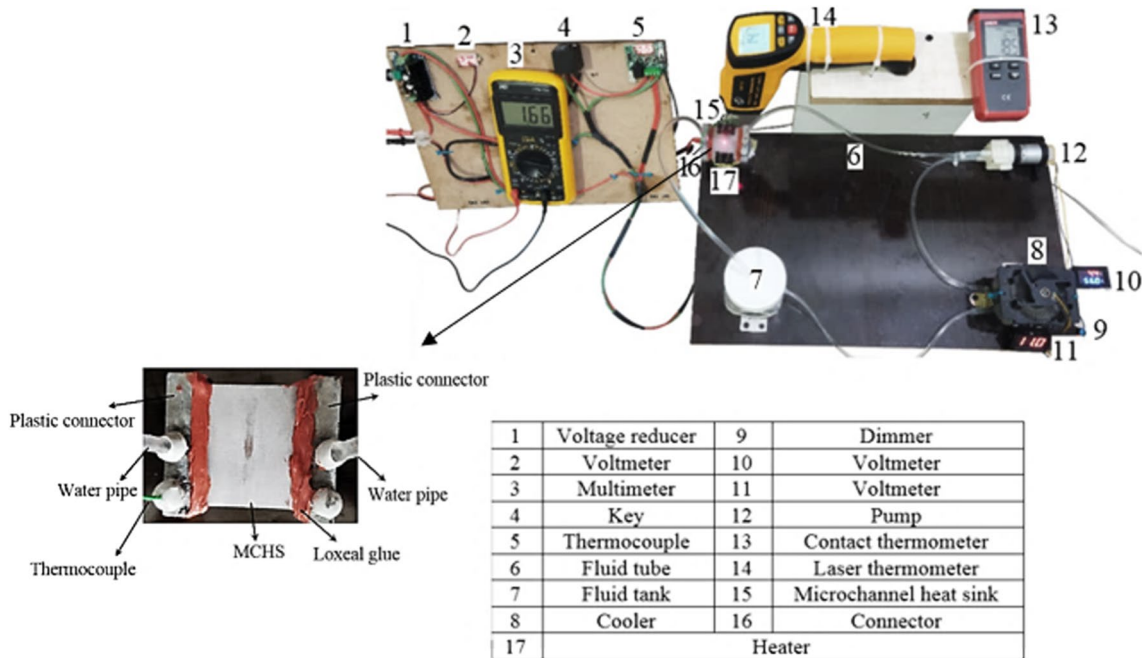 1
2
3
4
5
14
13
1.66
15
16
17
6
12
7
8
10
9
11
11.0
Plastic connector
Plastic connector
Water pipe
Water pipe
MCHS
Loxeal glue
Thermocouple
1 Voltage reducer 9 Dimmer
2 Voltmeter 10 Voltmeter
3 Multimeter 11 Voltmeter
4 Key 12 Pump
5 Thermocouple 13 Contact thermometer
6 Fluid tube 14 Laser thermometer
7 Fluid tank 15 Microchannel heat sink
8 Cooler 16 Connector
17 Heater